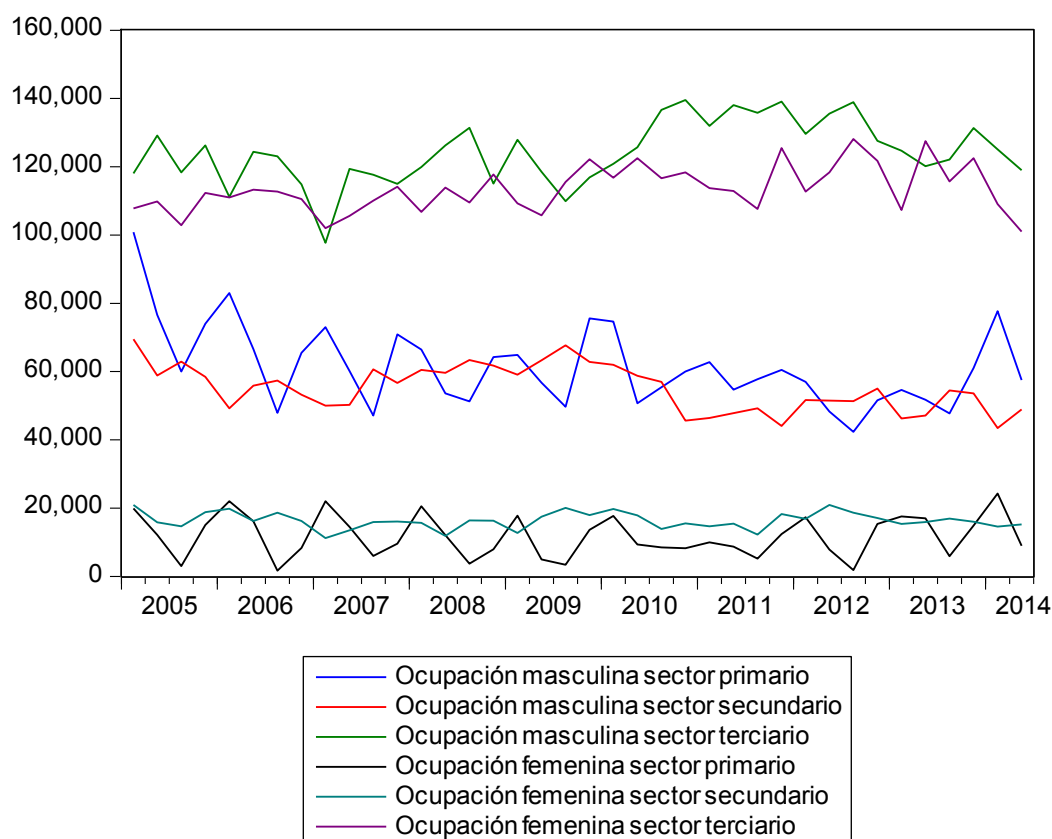 160,000
140,000
120,000
100,000
80,000
60,000
40,000
20,000
0
2005 2006 2007 2008 2009 2010 2011 2012 2013 2014
Ocupación masculina sector primario
Ocupación masculina sector secundario
Ocupación masculina sector terciario
Ocupación femenina sector primario
Ocupación femenina sector secundario
Ocupación femenina sector terciario